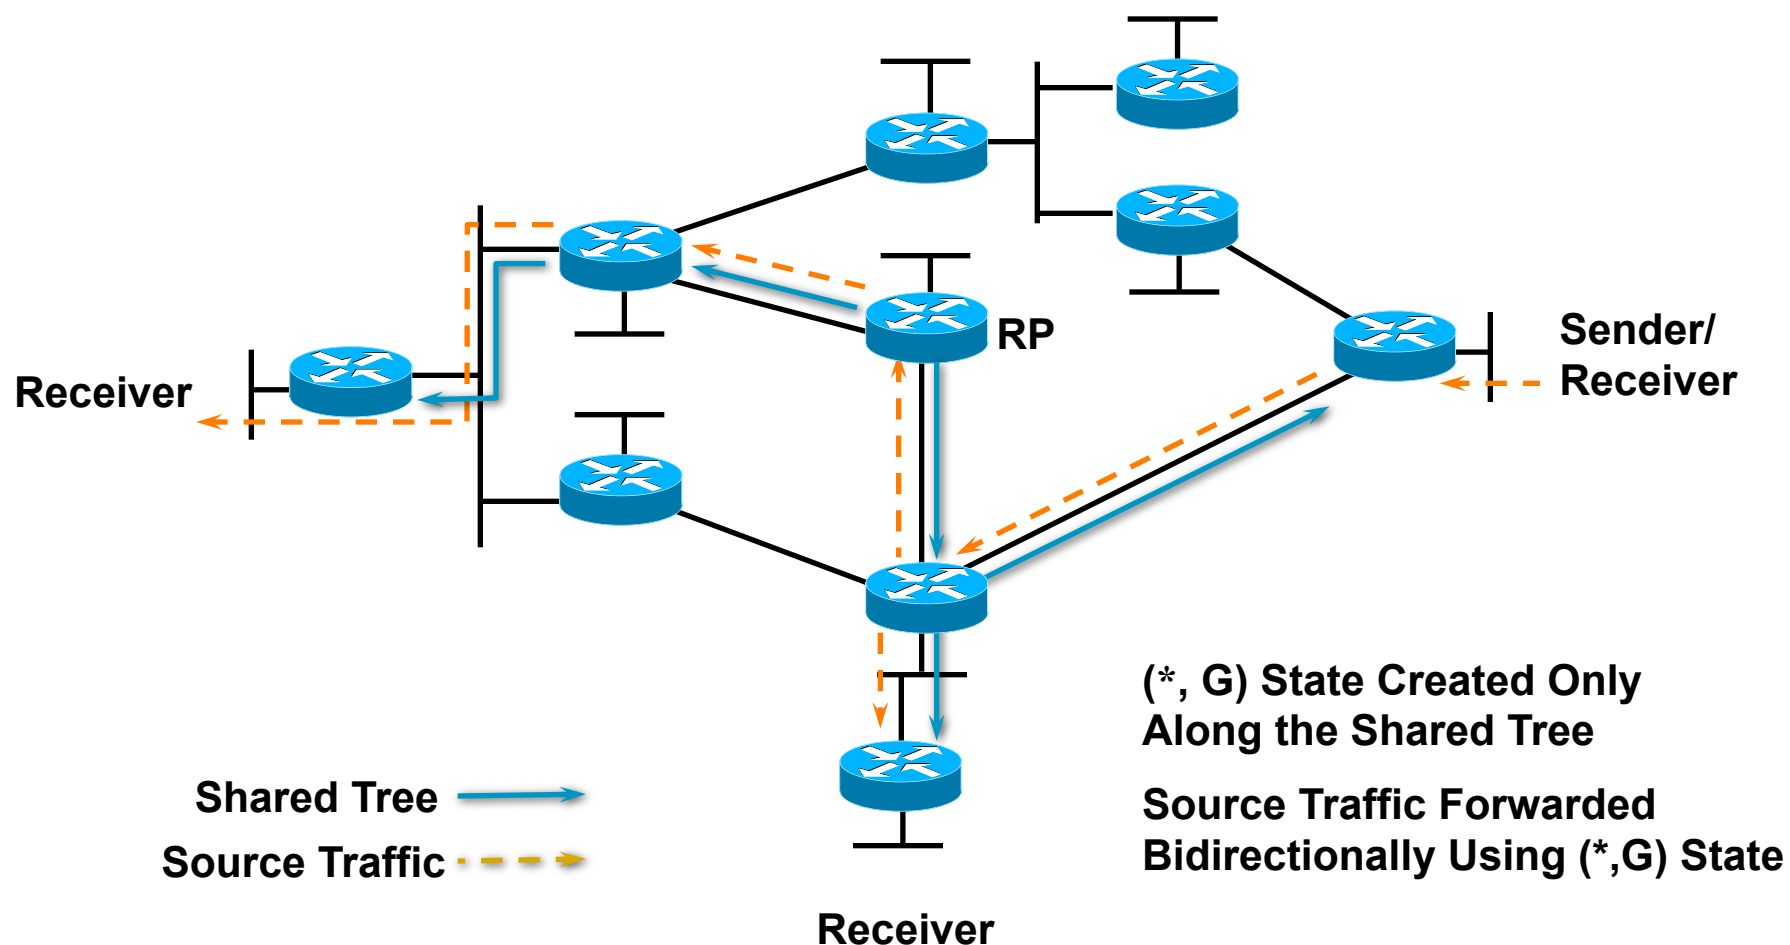 RP
Sender/
Receiver
Receiver
(*, G) State Created Only
Along the Shared Tree
Shared Tree
Source Traffic Forwarded
Bidirectionally Using (*,G) State
Source Traffic
Receiver